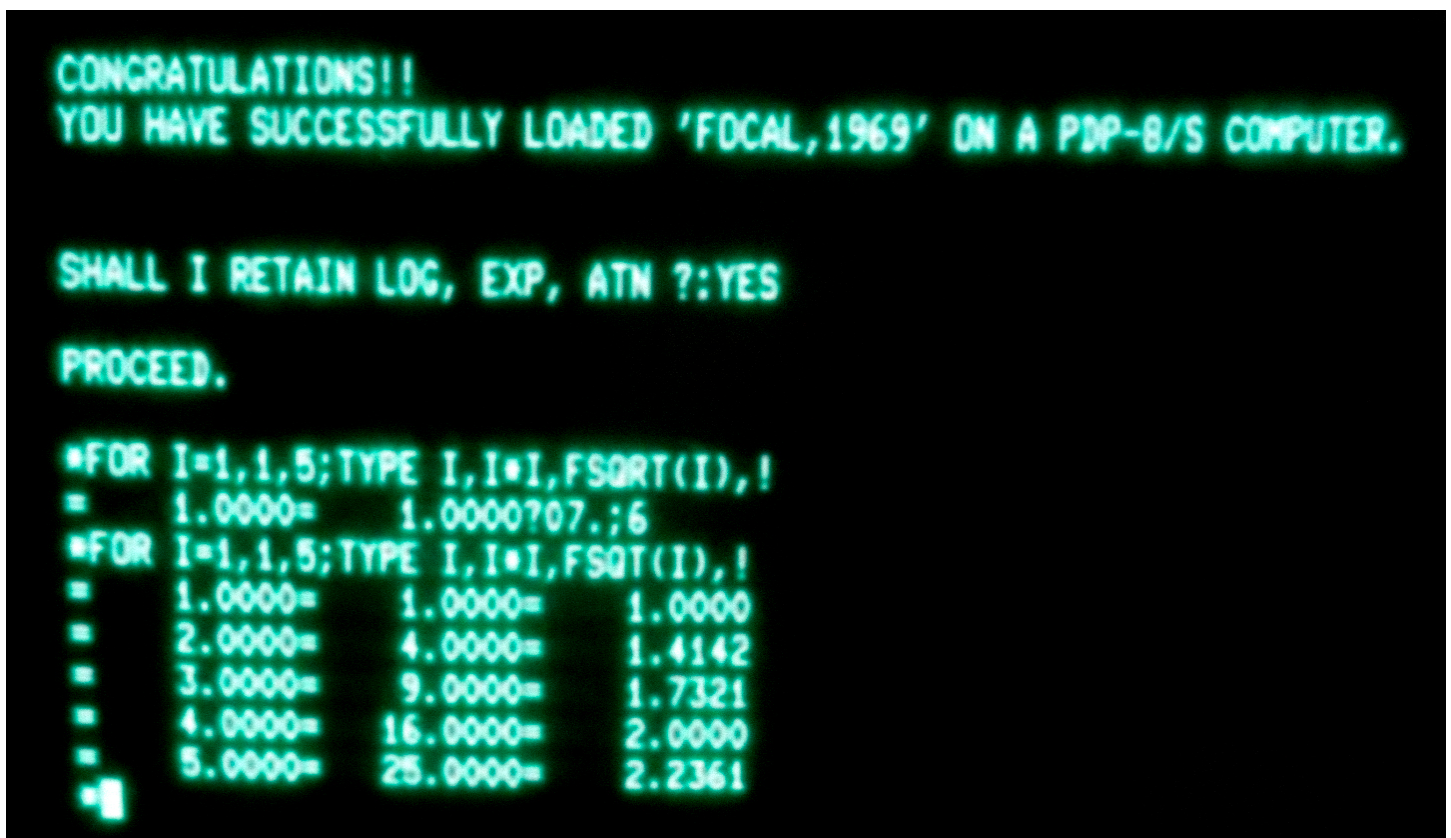 CONGRATULATIONS!!
YOU HAVE SUCCESSFULLY LOADED 'FOCAL,1969' ON A PDP-8/S COMPUTER.
SHALL I RETAIN LOG, EXP, ATN ?:YES
PROCEED.
*FOR I=1,1,5;TYPE I,I*I,FSQRT(I),!
=    1.0000=    1.0000?07.;6
*FOR I=1,1,5;TYPE I,I*I,FSQT(I),!
=    1.0000=    1.0000=    1.0000
=    2.0000=    4.0000=    1.4142
=    3.0000=    9.0000=    1.7321
=    4.0000=   16.0000=    2.0000
=    5.0000=   25.0000=    2.2361
*